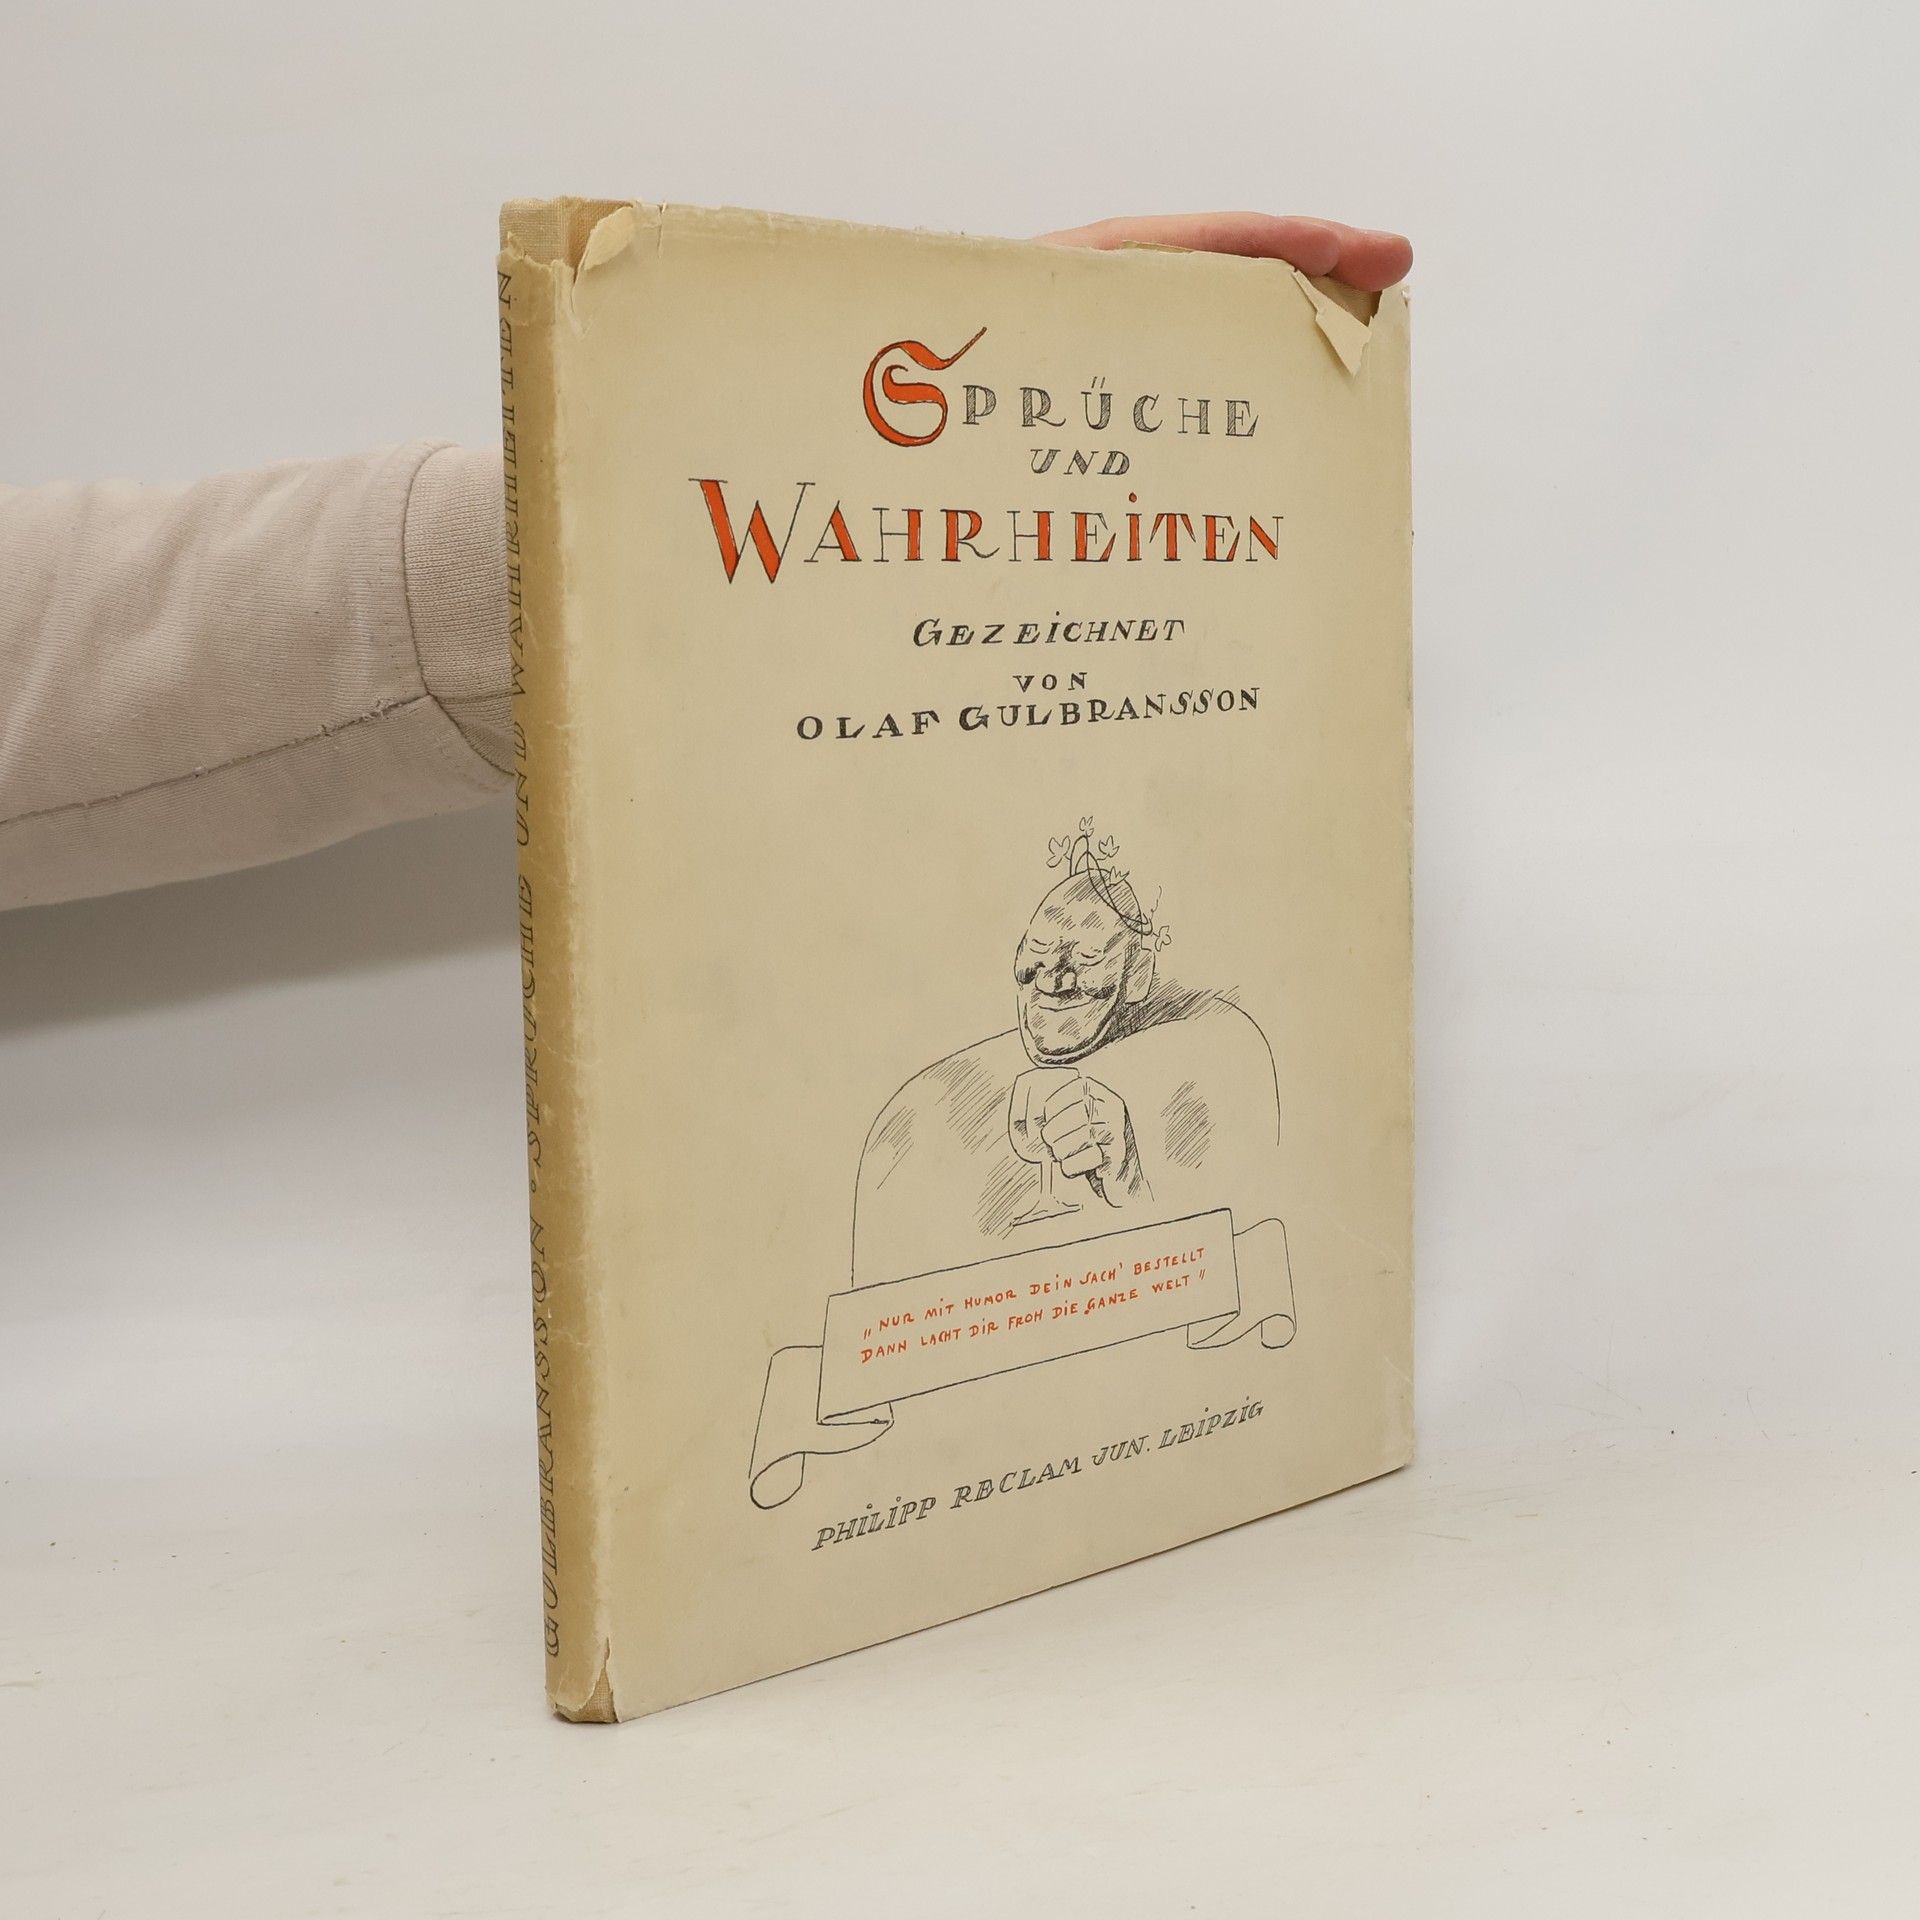 SPRÜCHE
UND
WAHRHEITEN
GEZEICHNET
VON
OLAF GULBRANSSON
„NUR MIT HUMOR DEIN SACH' BESTELLT
DANN LACHT DIR FROH DIE GANZE WELT"
PHILIPP RECLAM JUN. LEIPZIG
GULBRANSSON · SPRÜCHE UND WAHRHEITEN